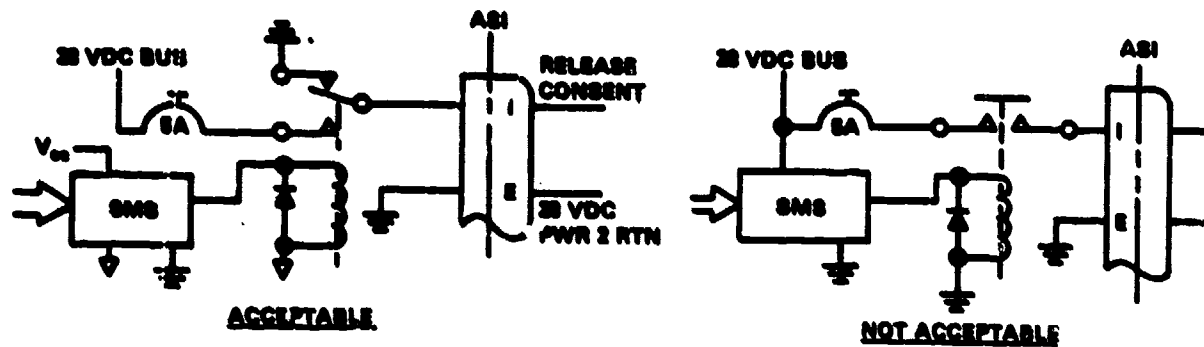 ASI
28 VDC BUS
RELEASE
CONSENT
I
5A
Vcc
SMS
E
28 VDC
PWR 2 RTN
ACCEPTABLE
ASI
28 VDC BUS
5A
I
SMS
E
NOT ACCEPTABLE